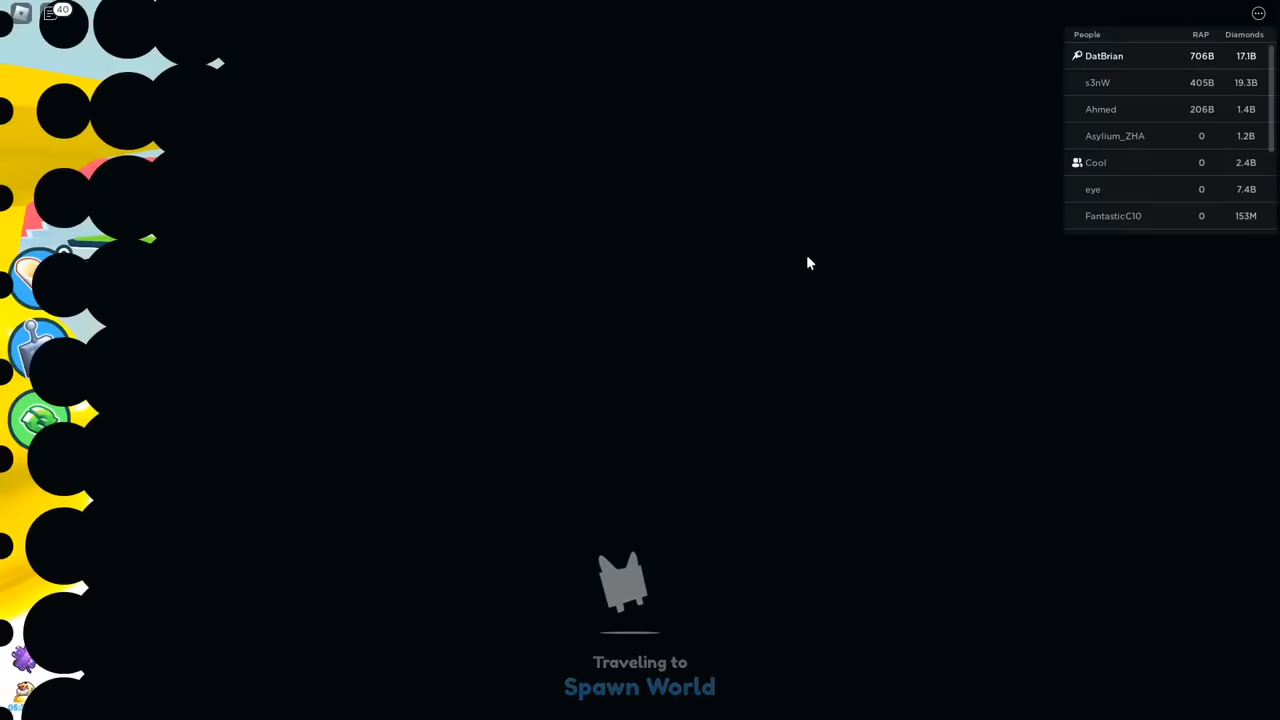 40
People RAP Diamonds
DatBrian 706B 17.1B
s3nW 405B 19.3B
Ahmed 206B 1.4B
Asylium_ZHA 0 1.2B
Cool 0 2.4B
eye 0 7.4B
FantasticC10 0 153M
Traveling to
Spawn World